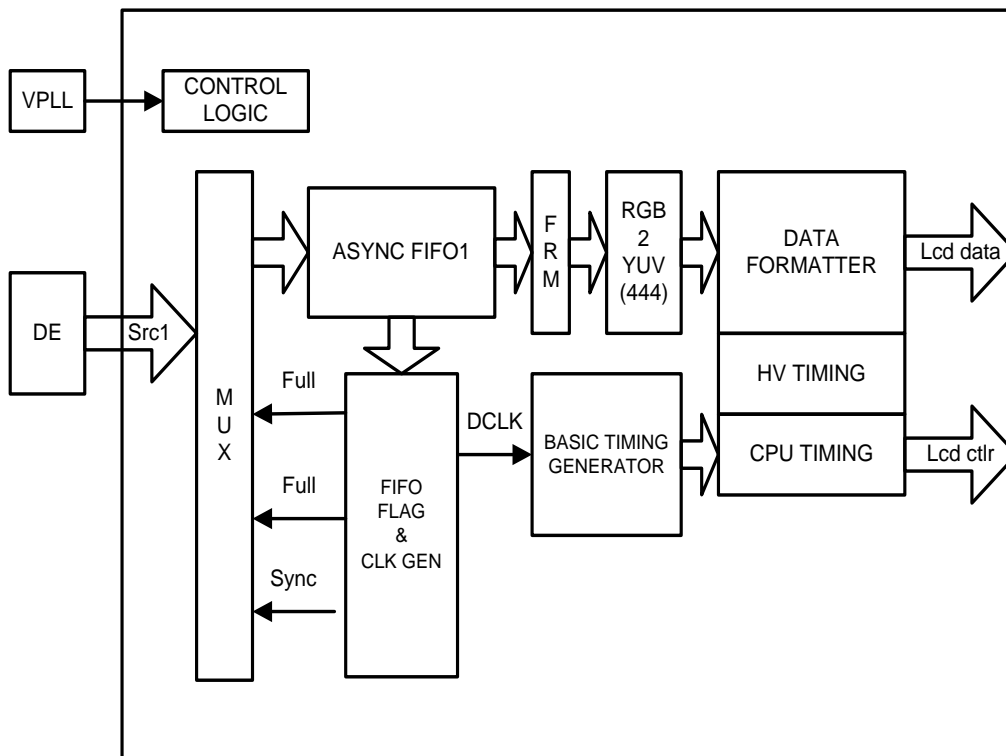 VPLL
CONTROL
LOGIC
DE
Src1
M
U
X
ASYNC FIFO1
F
R
M
RGB
2
YUV
(444)
DATA
FORMATTER
Lcd data
HV TIMING
CPU TIMING
Lcd ctlr
Full
Full
Sync
FIFO
FLAG
&
CLK GEN
DCLK
BASIC TIMING
GENERATOR